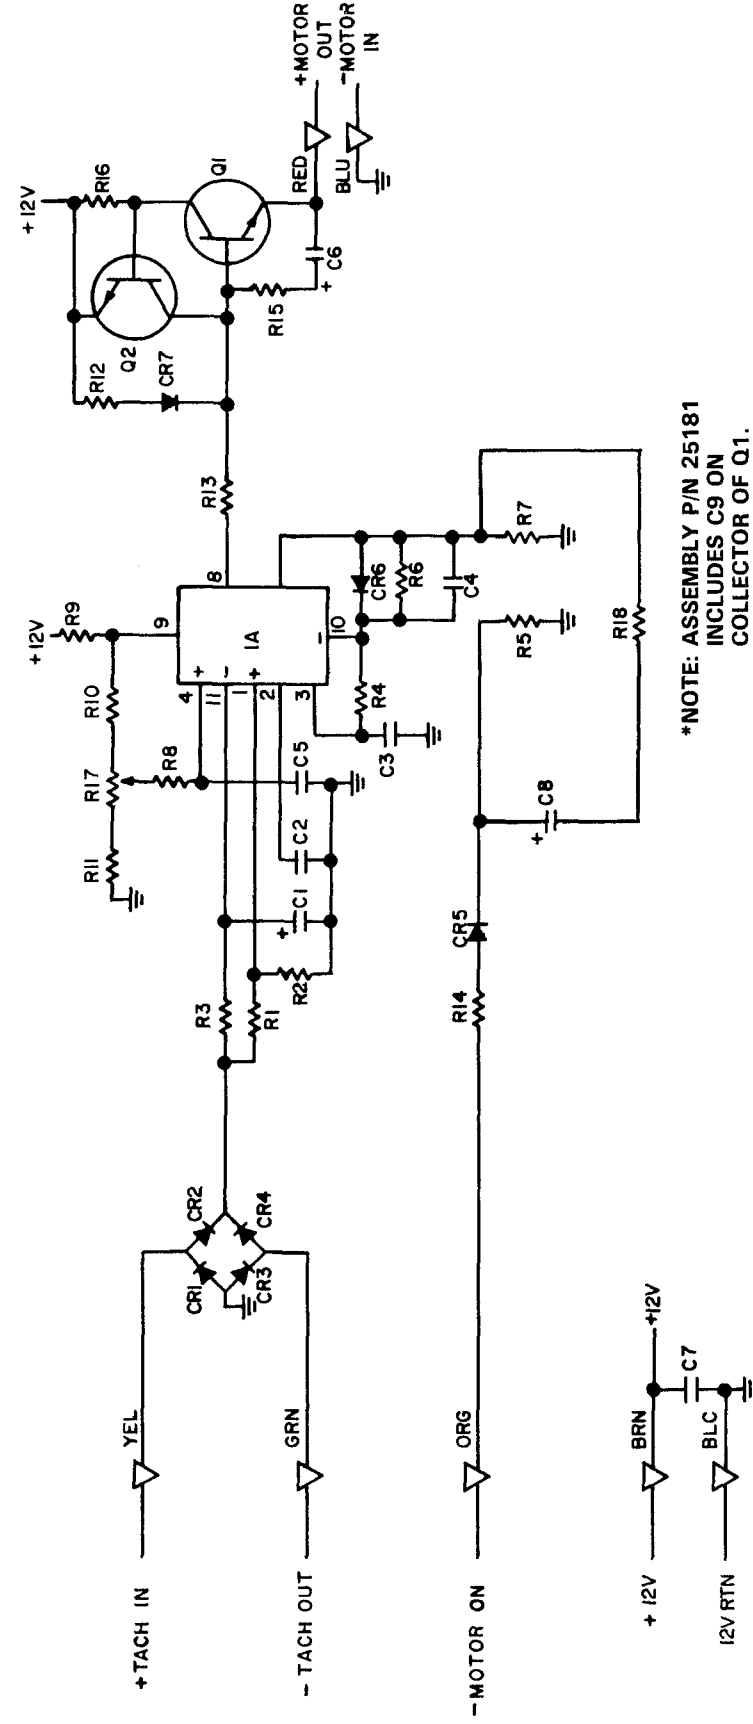 +12V
R16
Q1
Q2
R12
CR7
R15
C6
+
RED
BLU
+MOTOR
OUT
-MOTOR
IN
R13
+12V
R9
R10
R17
R11
R8
9
8
1A
4
+
11
-
1
+
2
3
-
10
R4
C3
CR6
R6
C4
R7
R5
R18
C8
+
C5
C2
C1
+
R3
R1
R2
CR5
R14
CR1
CR2
CR3
CR4
YEL
GRN
ORG
+TACH IN
-TACH OUT
-MOTOR ON
BRN
BLC
C7
+12V
+12V
12V RTN
*NOTE: ASSEMBLY P/N 25181
INCLUDES C9 ON
COLLECTOR OF Q1.